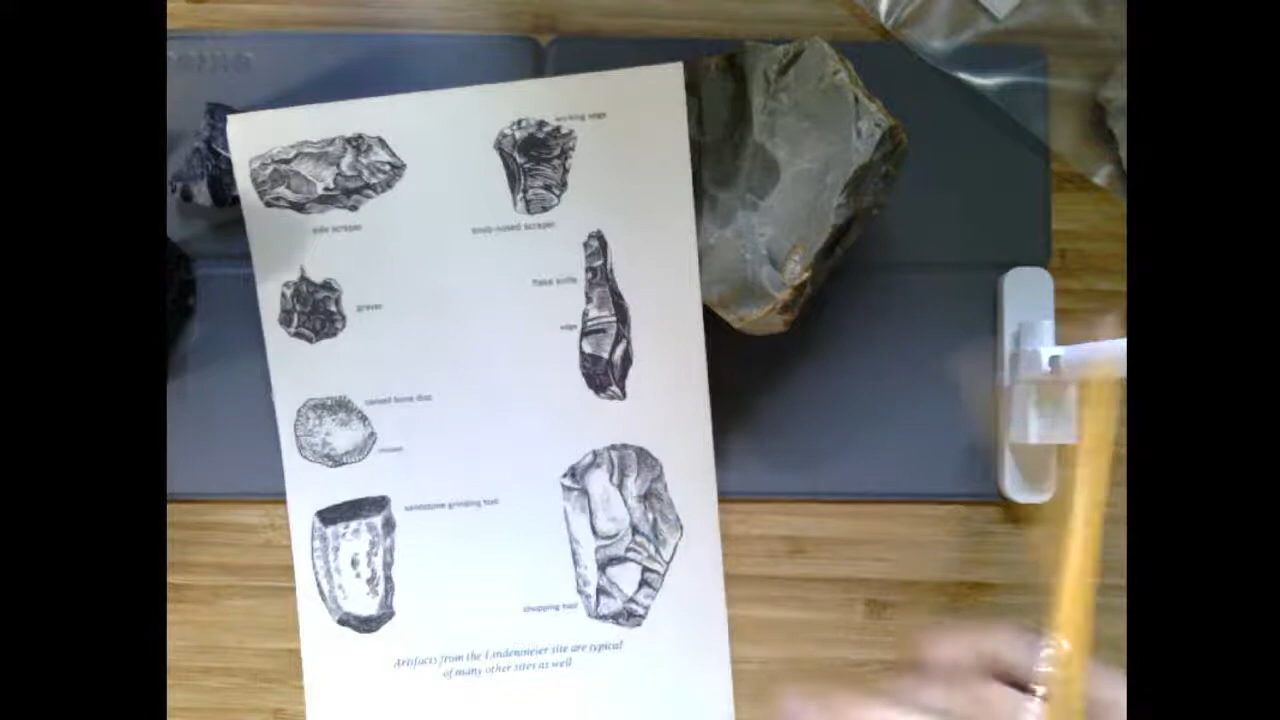 working edge
side scraper
snub-nosed scraper
flake knife
graver
edge
carved bone disc
sandstone grinding tool
chopping tool
Artifacts from the Lindenmeier site are typical
of many other sites as well